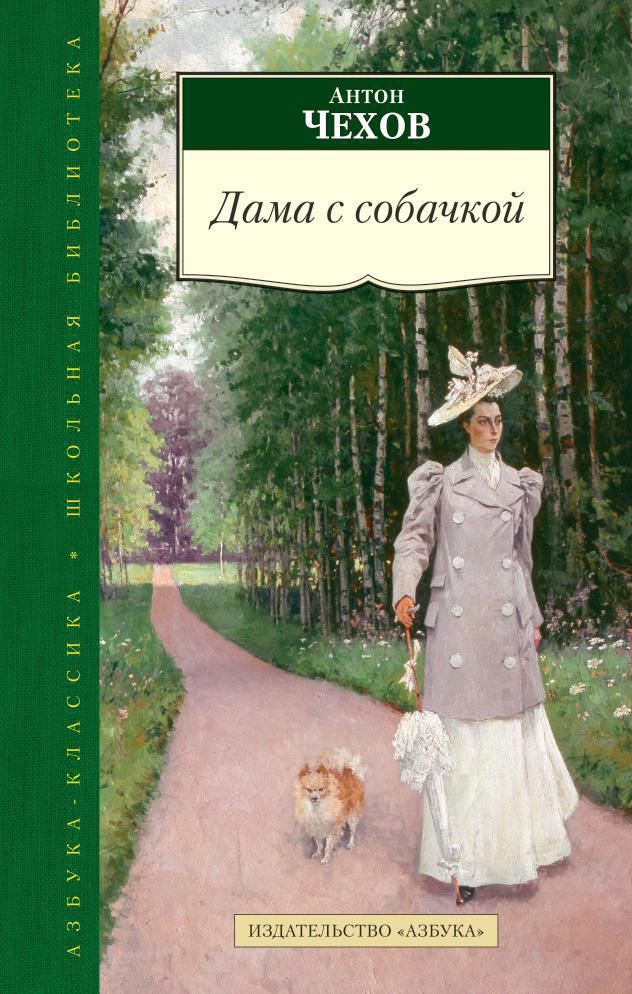 Антон
ЧЕХОВ
Дама с собачкой
АЗБУКА-КЛАССИКА * ШКОЛЬНАЯ БИБЛИОТЕКА
ИЗДАТЕЛЬСТВО «АЗБУКА»